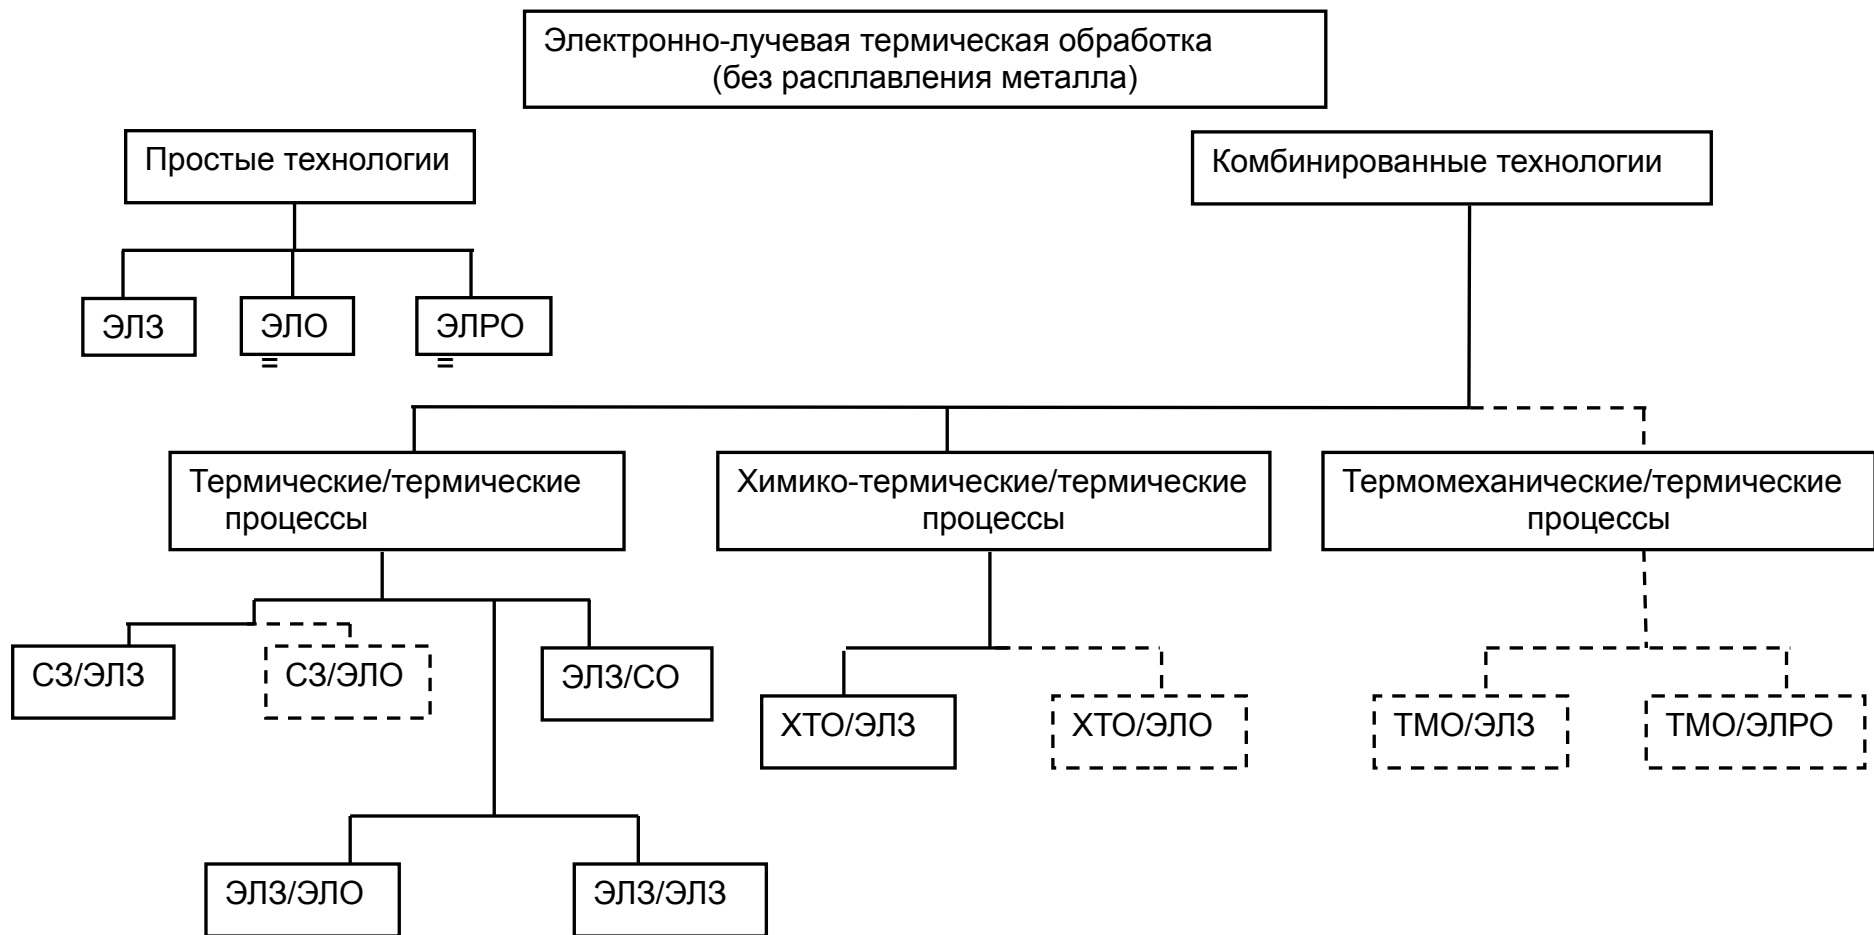 Электронно-лучевая термическая обработка
(без расплавления металла)
Простые технологии
Комбинированные технологии
ЭЛЗ
ЭЛО
ЭЛРО
Термические/термические
процессы
Химико-термические/термические
процессы
Термомеханические/термические
процессы
СЗ/ЭЛЗ
СЗ/ЭЛО
ЭЛЗ/СО
ХТО/ЭЛЗ
ХТО/ЭЛО
ТМО/ЭЛЗ
ТМО/ЭЛРО
ЭЛЗ/ЭЛО
ЭЛЗ/ЭЛЗ